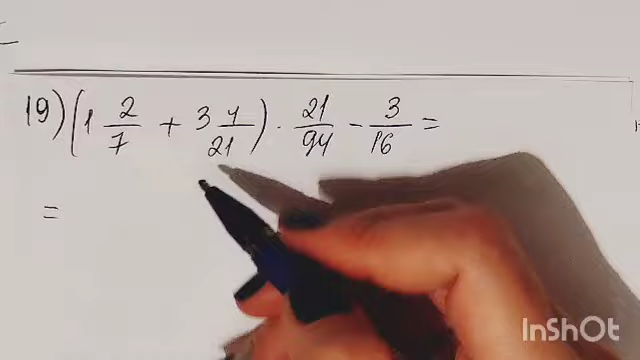 19) (1 2/7 + 3 4/21) · 21/94 - 3/16 =
=
InShOt